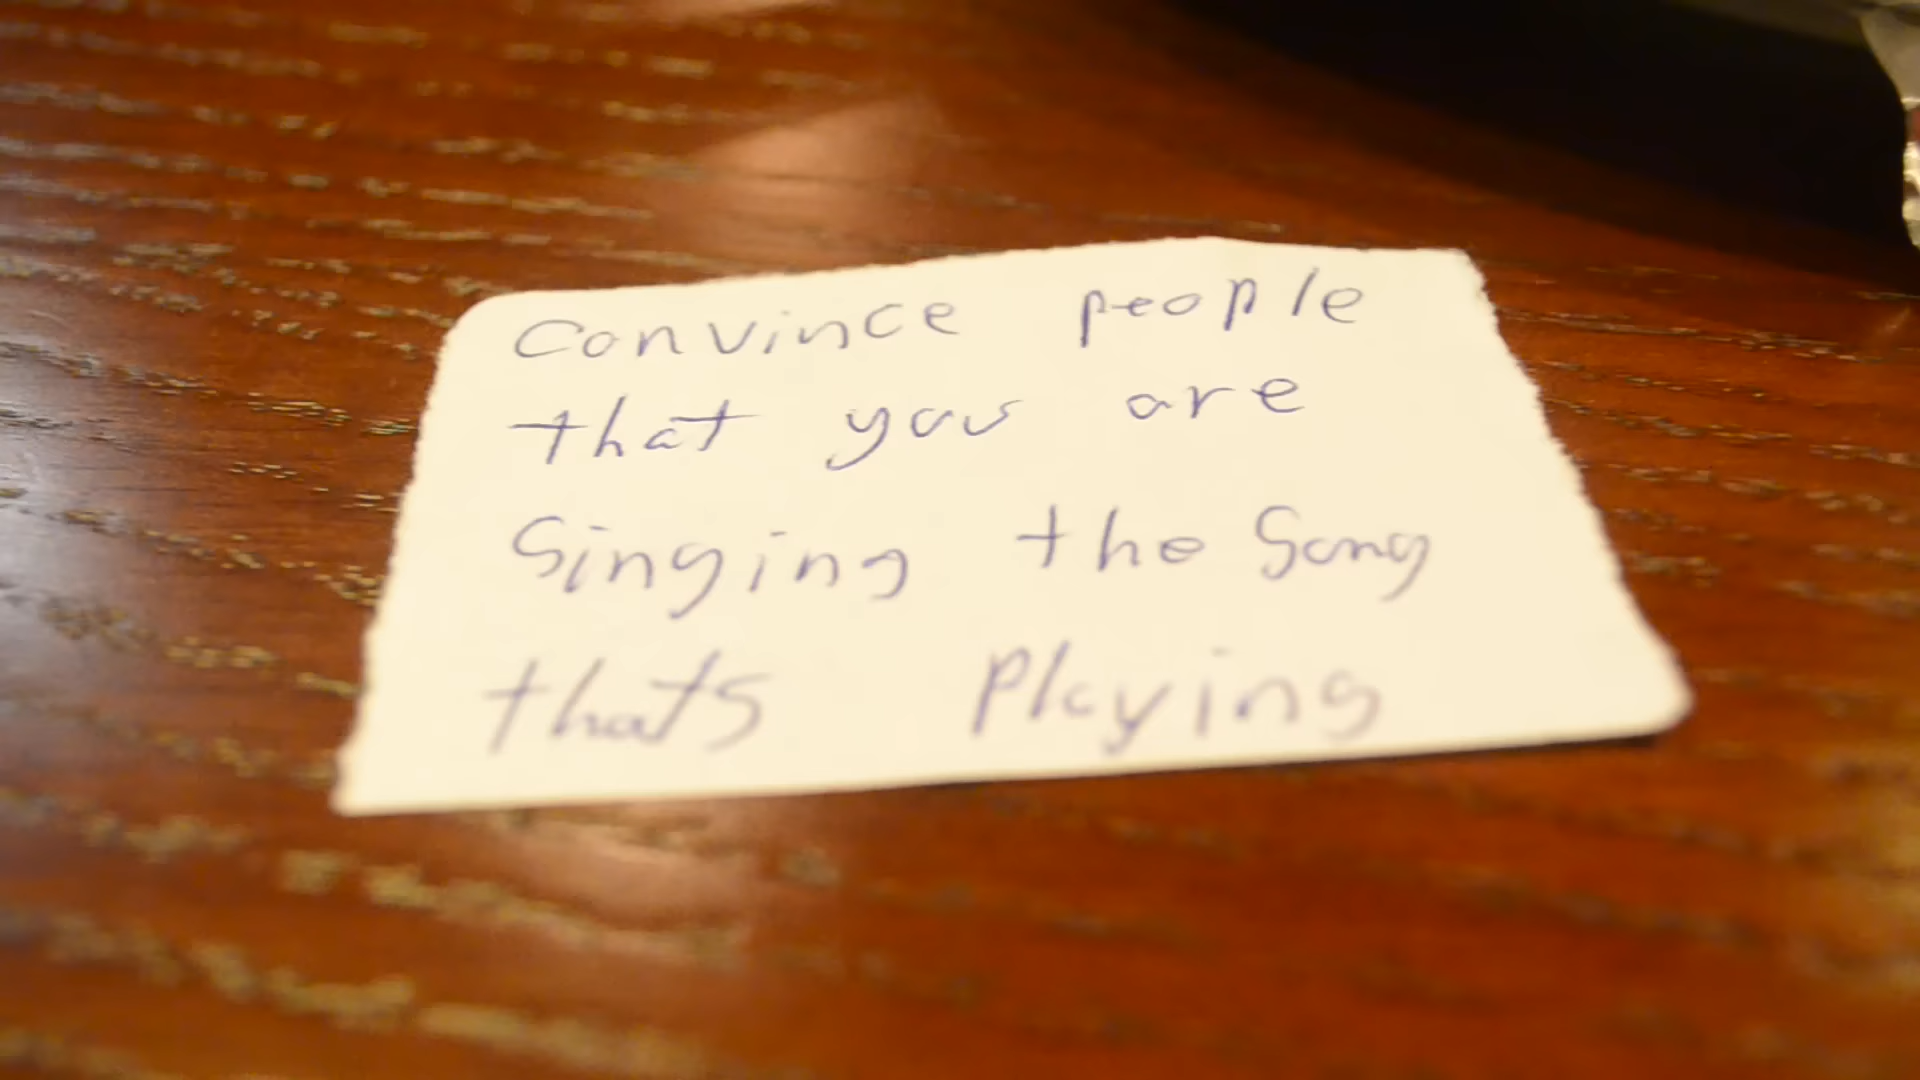 Convince people
that you are
Singing the Song
thats Playing